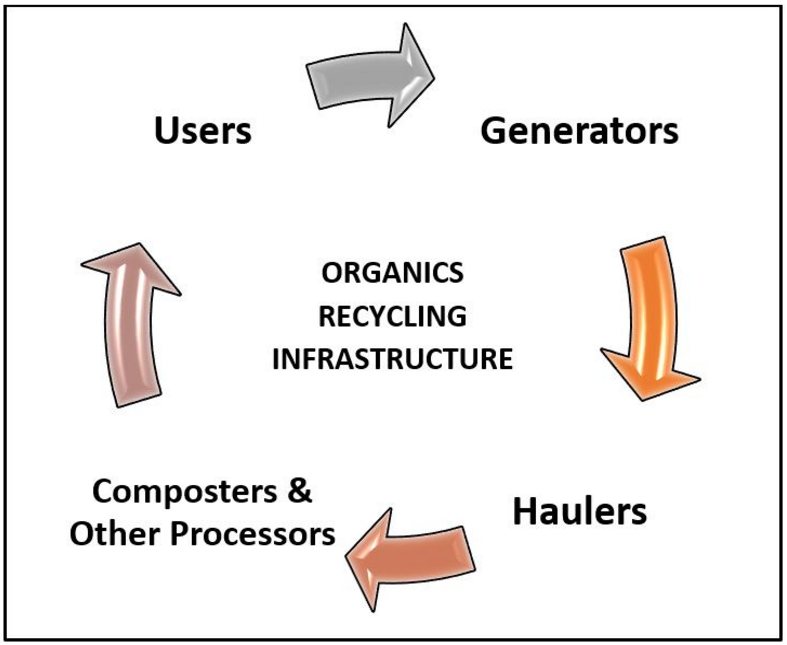 Users
Generators
ORGANICS
RECYCLING
INFRASTRUCTURE
Composters &
Other Processors
Haulers